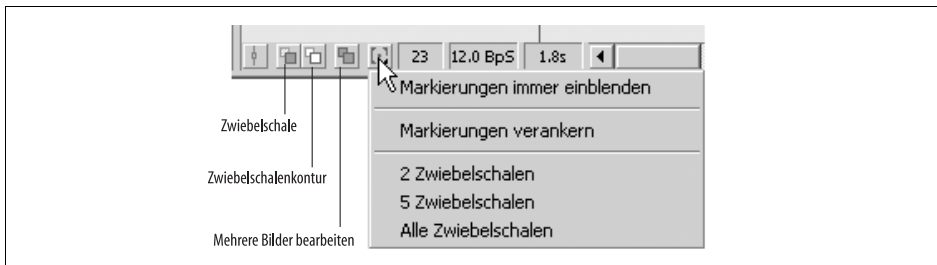 23 12.0 BpS 1.8s
Markierungen immer einblenden
Zwiebelschale
Markierungen verankern
Zwiebelschalenkontur
2 Zwiebelschalen
5 Zwiebelschalen
Mehrere Bilder bearbeiten
Alle Zwiebelschalen